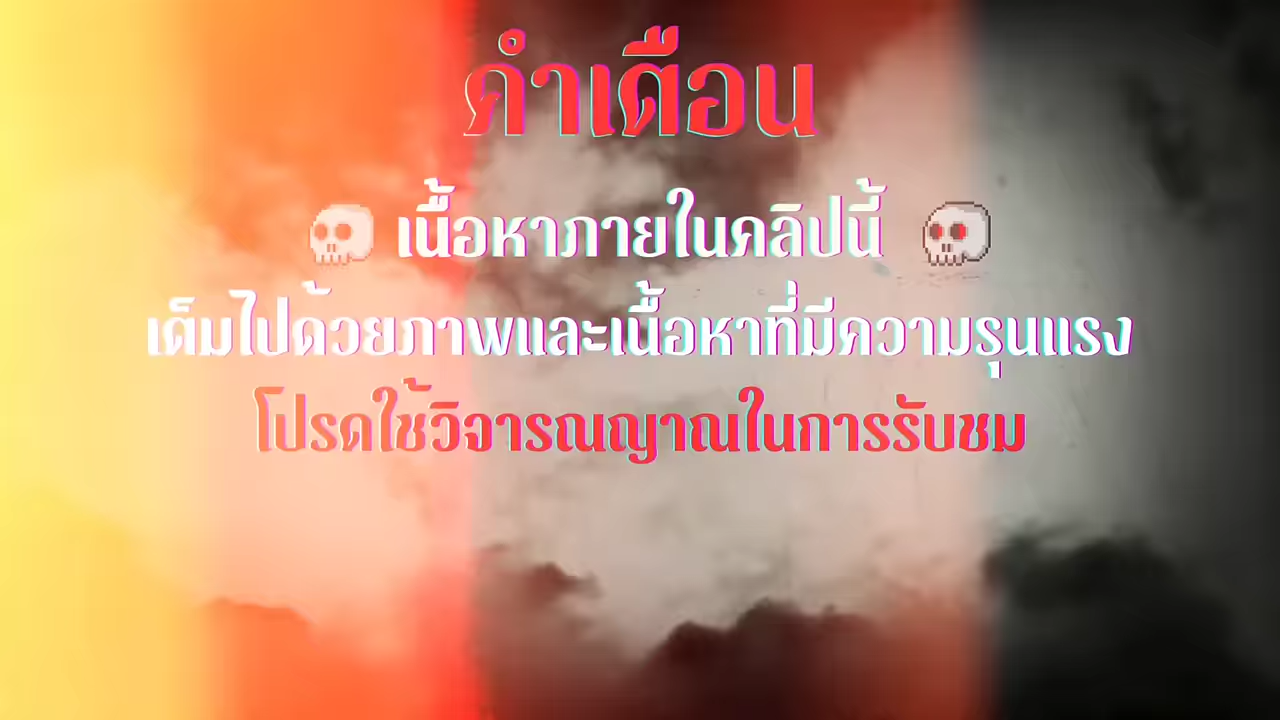 คำเตือน
เนื้อหาภายในคลิปนี้
เต็มไปด้วยภาพและเนื้อหาที่มีความรุนแรง
โปรดใช้วิจารณญาณในการรับชม